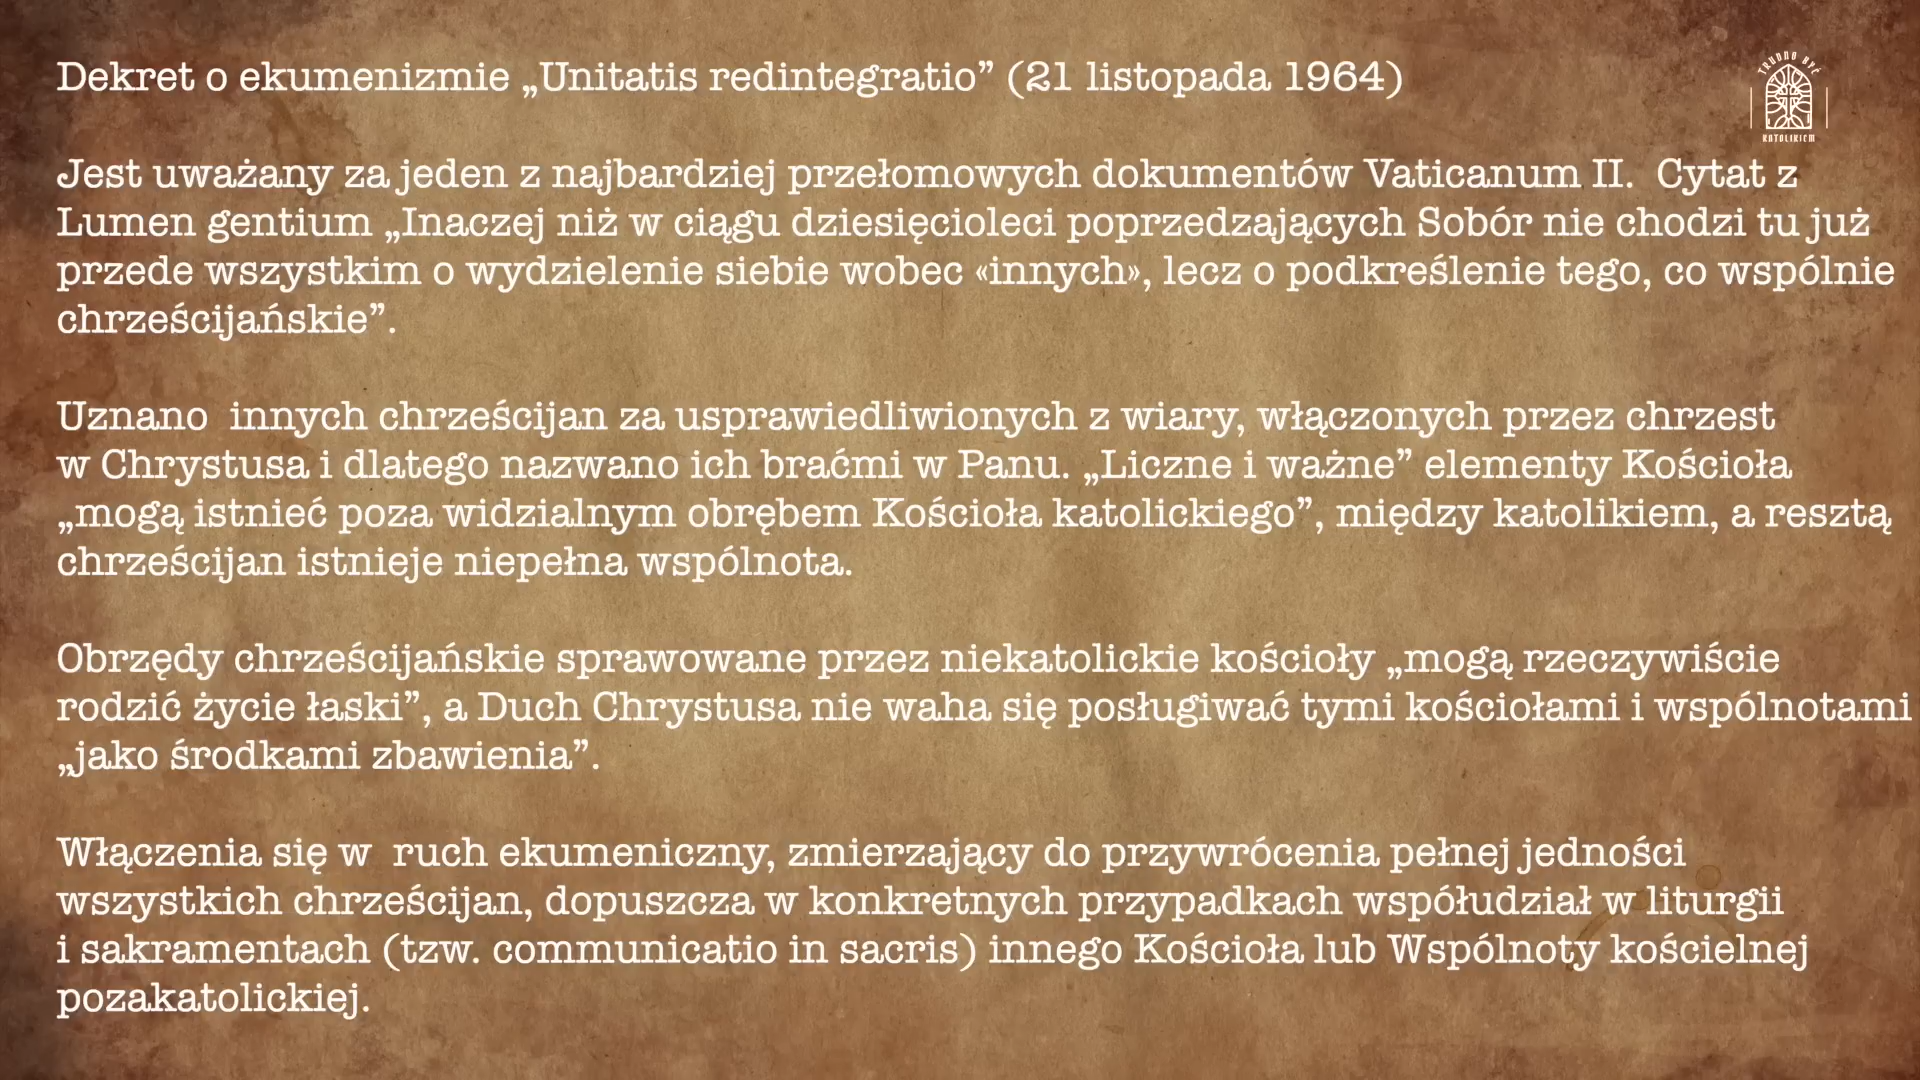 Dekret o ekumenizmie „Unitatis redintegratio” (21 listopada 1964)
TRUDNO BYĆ
KATOLIKIEM
Jest uważany za jeden z najbardziej przełomowych dokumentów Vaticanum II.  Cytat z
Lumen gentium „Inaczej niż w ciągu dziesięcioleci poprzedzających Sobór nie chodzi tu już
przede wszystkim o wydzielenie siebie wobec «innych», lecz o podkreślenie tego, co wspólnie
chrześcijańskie”.
Uznano  innych chrześcijan za usprawiedliwionych z wiary, włączonych przez chrzest
w Chrystusa i dlatego nazwano ich braćmi w Panu. „Liczne i ważne” elementy Kościoła
„mogą istnieć poza widzialnym obrębem Kościoła katolickiego”, między katolikiem, a resztą
chrześcijan istnieje niepełna wspólnota.
Obrzędy chrześcijańskie sprawowane przez niekatolickie kościoły „mogą rzeczywiście
rodzić życie łaski”, a Duch Chrystusa nie waha się posługiwać tymi kościołami i wspólnotami
„jako środkami zbawienia”.
Włączenia się w  ruch ekumeniczny, zmierzający do przywrócenia pełnej jedności
wszystkich chrześcijan, dopuszcza w konkretnych przypadkach współudział w liturgii
i sakramentach (tzw. communicatio in sacris) innego Kościoła lub Wspólnoty kościelnej
pozakatolickiej.